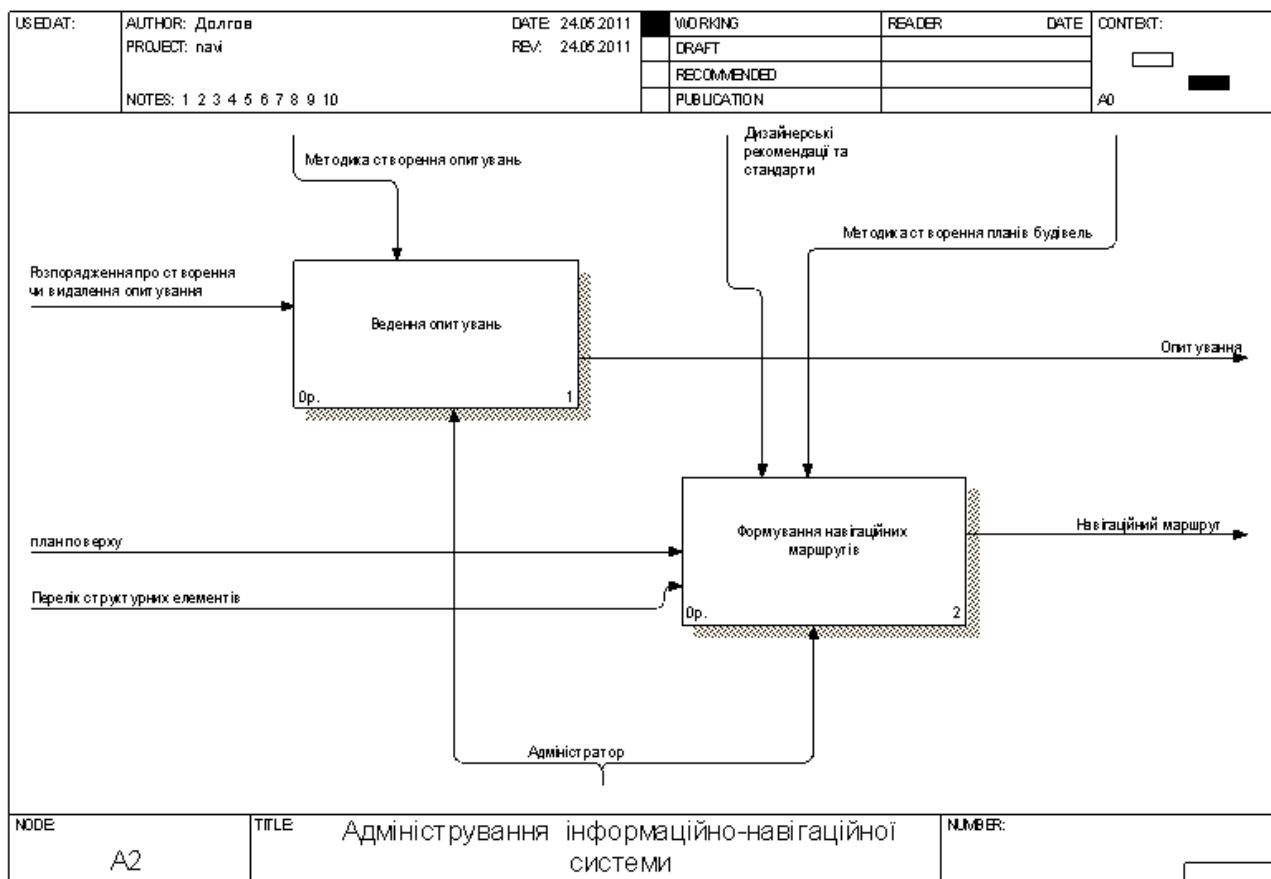 USED AT:
AUTHOR: Долгов
DATE: 24.05.2011
PROJECT: navi
REV: 24.05.2011
NOTES: 1 2 3 4 5 6 7 8 9 10
WORKING
DRAFT
RECOMMENDED
PUBLICATION
READER
DATE
CONTEXT:
A0
Методика створення опитувань
Дизайнерські
рекомендації та
стандарти
Методика створення планів будівель
Розпорядження про створення
чи видалення опитування
Ведення опитувань
0р.
1
Опитування
план поверху
Перелік структурних елементів
Формування навігаційних
маршрутів
0р.
2
Навігаційний маршрут
Адміністратор
NODE:
A2
TITLE:
Адміністрування інформаційно-навігаційної
системи
NUMBER: